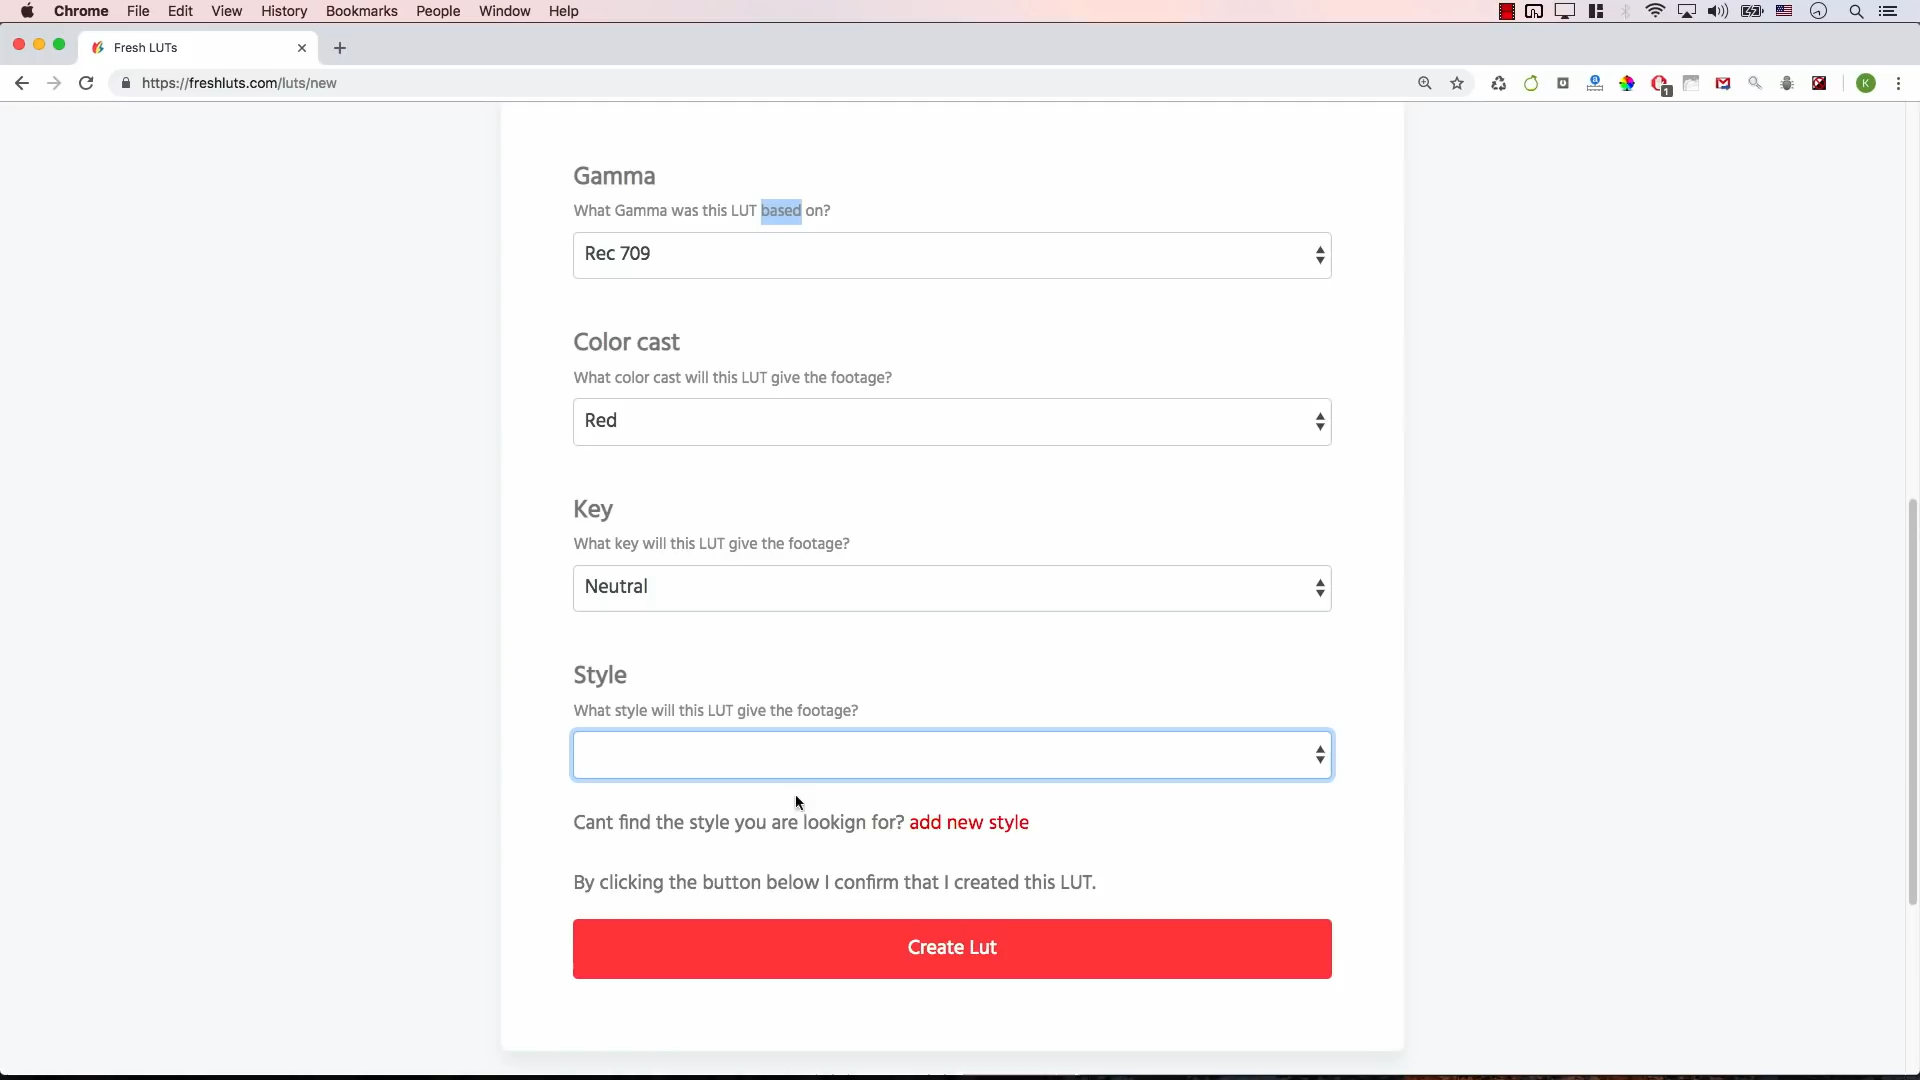 Chrome File Edit View History Bookmarks People Window Help
Fresh LUTs
https://freshluts.com/luts/new
1
K
Gamma
What Gamma was this LUT based on?
Rec 709
Color cast
What color cast will this LUT give the footage?
Red
Key
What key will this LUT give the footage?
Neutral
Style
What style will this LUT give the footage?
Cant find the style you are lookign for? add new style
By clicking the button below I confirm that I created this LUT.
Create Lut